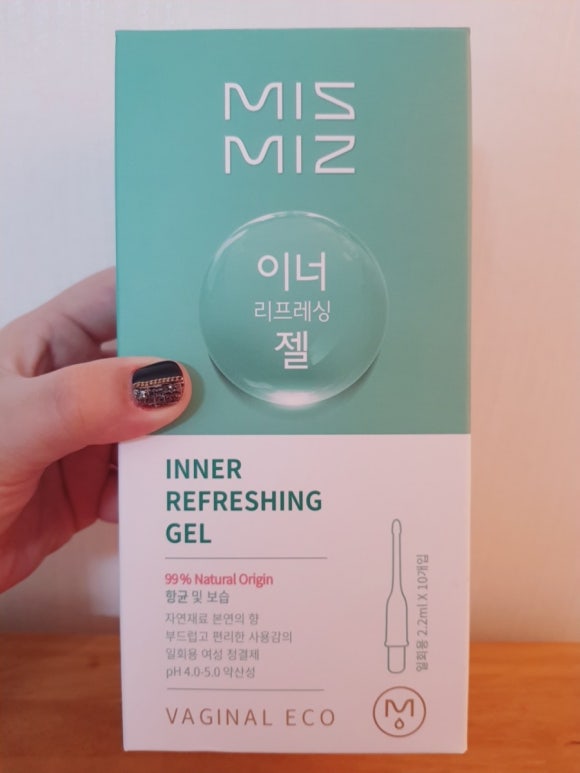 MIS
MIZ
이너
리프레싱
젤
INNER
REFRESHING
GEL
99% Natural Origin
항균 및 보습
자연재료 본연의 향
부드럽고 편리한 사용감의
일회용 여성 청결제
pH 4.0-5.0 약산성
일회용 2.2ml X 10개입
VAGINAL ECO
M